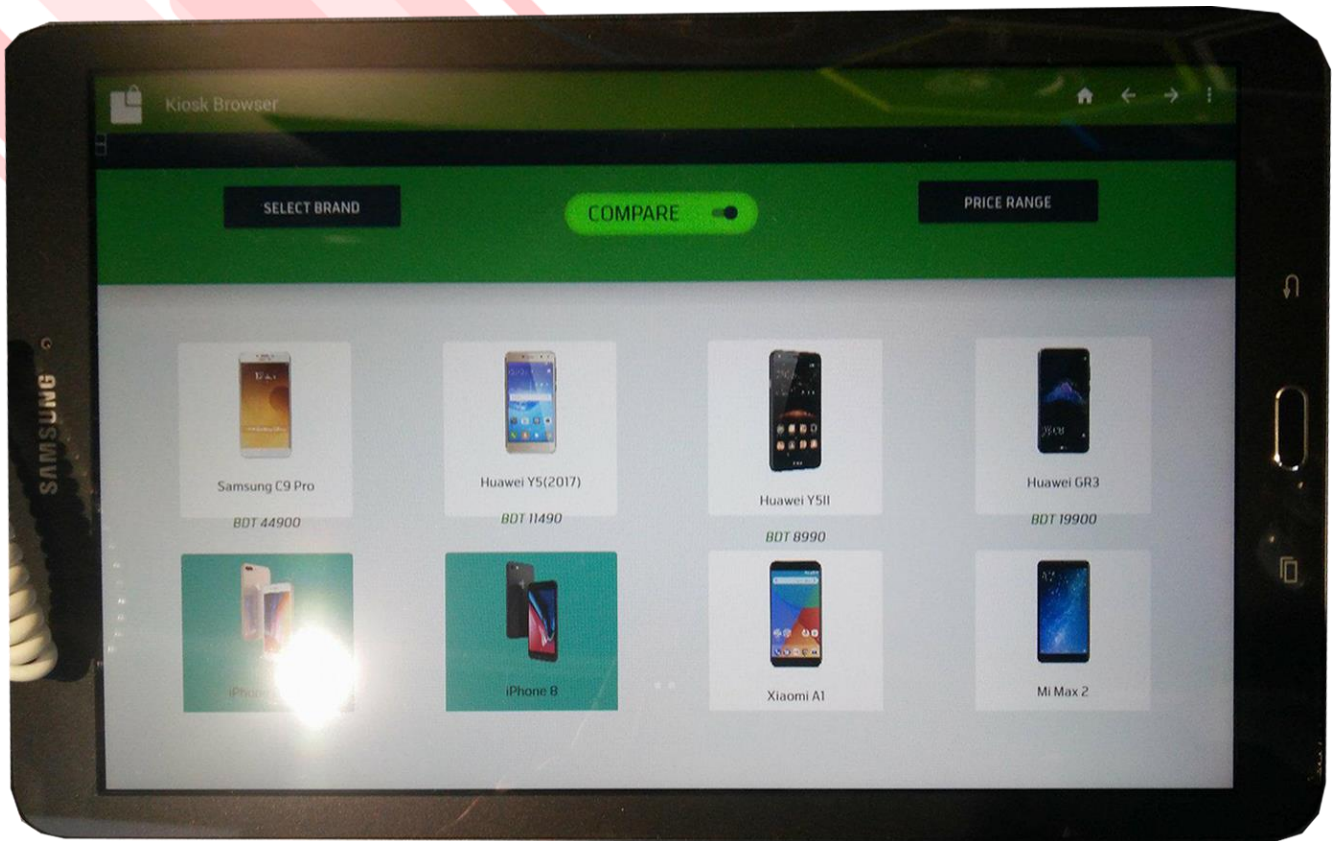 Kiosk Browser
SELECT BRAND
COMPARE
PRICE RANGE
SAMSUNG
Samsung C9 Pro
BDT 44900
Huawei Y5(2017)
BDT 11490
Huawei Y5II
BDT 8990
Huawei GR3
BDT 19900
iPhone
iPhone 8
Xiaomi A1
Mi Max 2